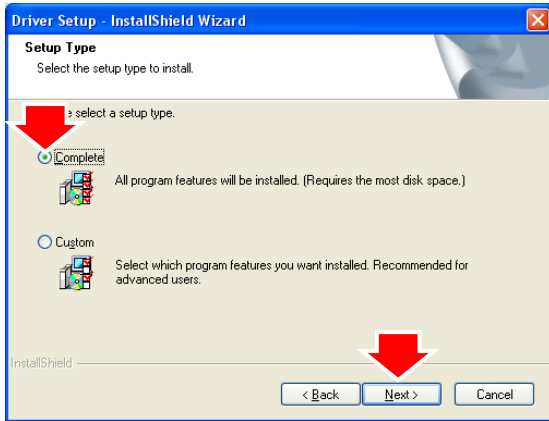 Driver Setup - InstallShield Wizard
Setup Type
Select the setup type to install.
select a setup type.
Complete
All program features will be installed. (Requires the most disk space.)
Custom
Select which program features you want installed. Recommended for
advanced users.
InstallShield
< Back Next > Cancel